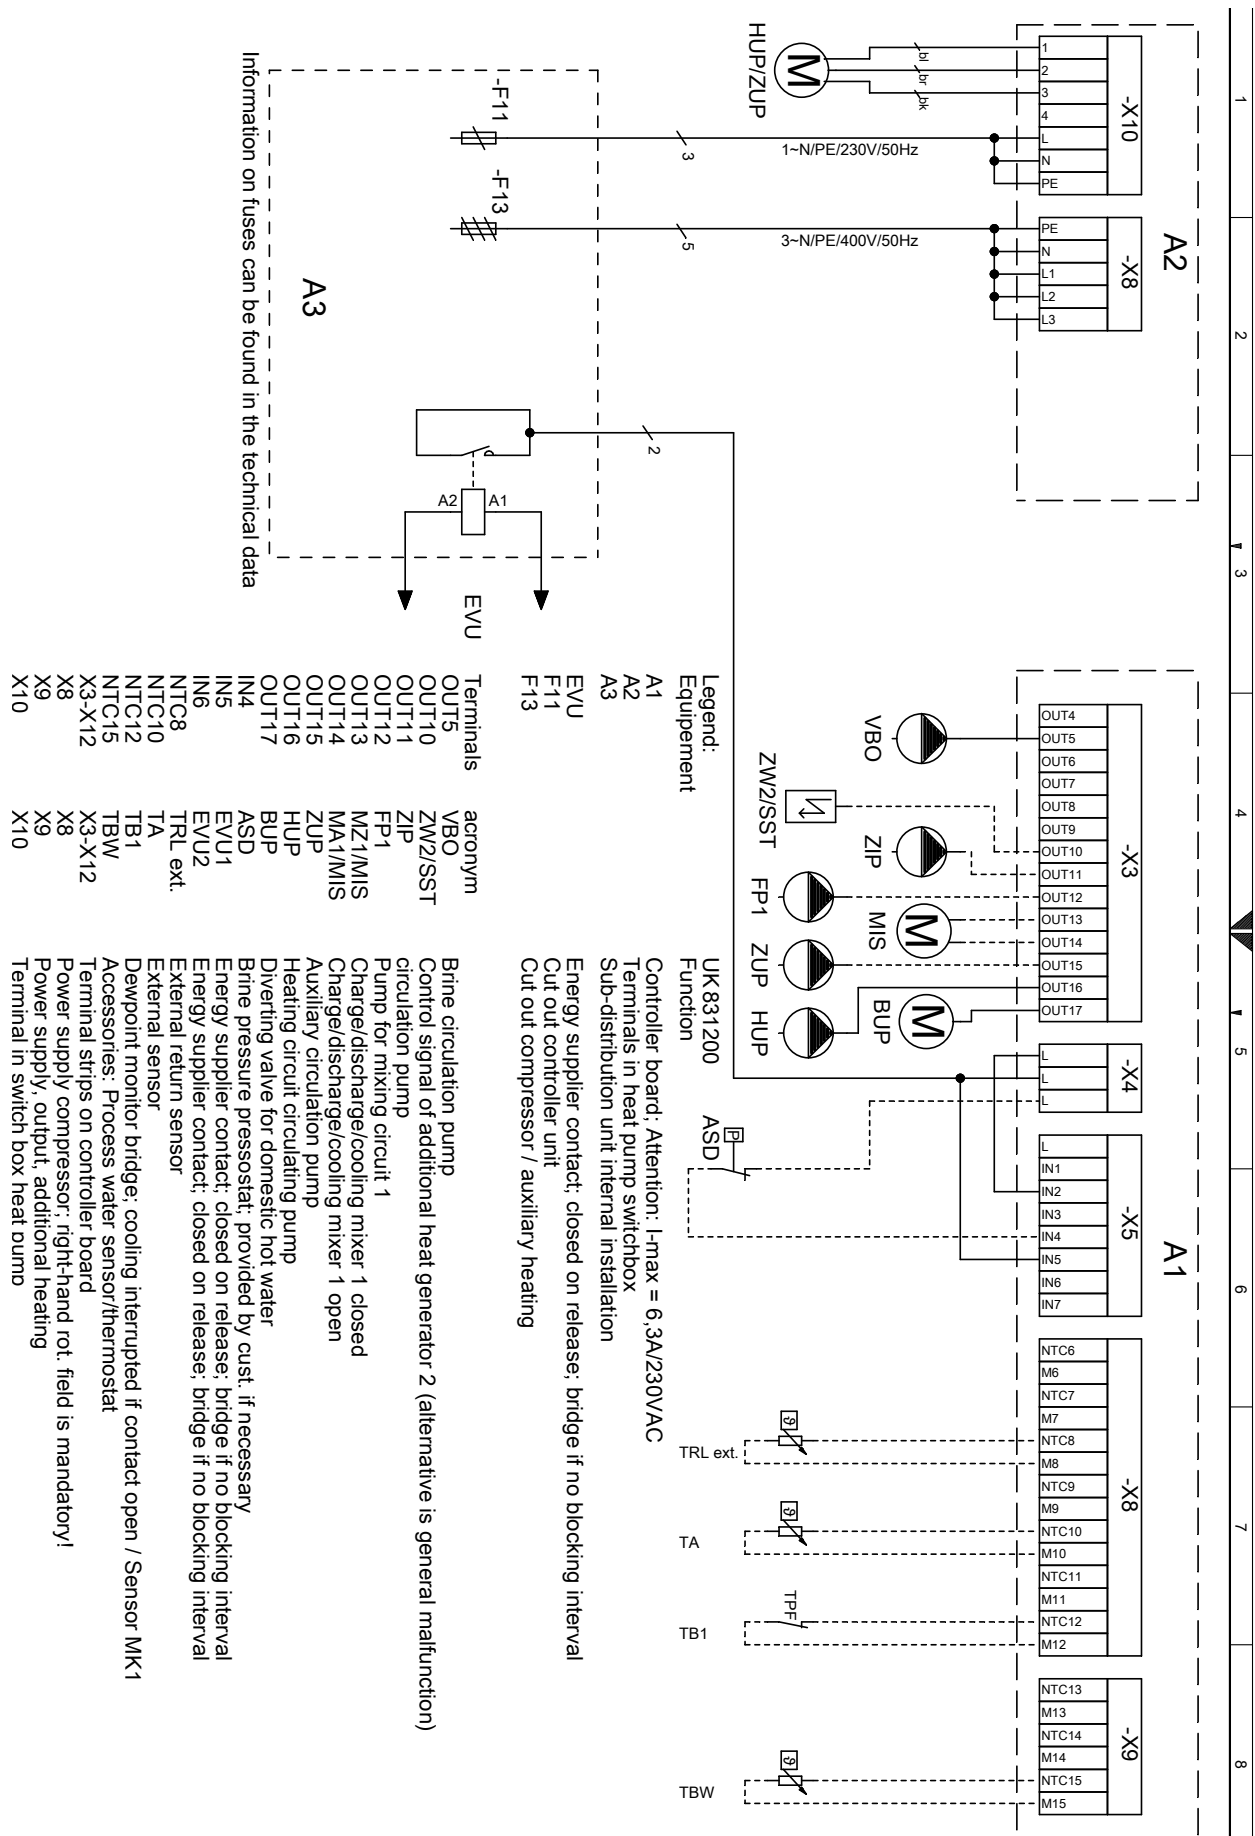 1
2
3
4
5
6
7
8
A2
-X10
1
2
3
4
L
N
PE
-X8
PE
N
L1
L2
L3
bl
br
bk
HUP/ZUP
M
3
1~N/PE/230V/50Hz
5
3~N/PE/400V/50Hz
-F11
-F13
A3
2
A2
A1
EVU
Information on fuses can be found in the technical data
A1
-X3
OUT4
OUT5
OUT6
OUT7
OUT8
OUT9
OUT10
OUT11
OUT12
OUT13
OUT14
OUT15
OUT16
OUT17
-X4
L
L
L
-X5
L
IN1
IN2
IN3
IN4
IN5
IN6
IN7
-X8
NTC6
M6
NTC7
M7
NTC8
M8
NTC9
M9
NTC10
M10
NTC11
M11
NTC12
M12
-X9
NTC13
M13
NTC14
M14
NTC15
M15
VBO
ZW2/SST
ZIP
FP1
M
MIS
ZUP
HUP
M
BUP
P
ASD
ϑ
TRL ext.
ϑ
TA
TPF
TB1
ϑ
TBW
Legend: UK831200
Equipement Function
A1 Controller board; Attention: I-max = 6,3A/230VAC
A2 Terminals in heat pump switchbox
A3 Sub-distribution unit internal installation
EVU Energy supplier contact; closed on release; bridge if no blocking interval
F11 Cut out controller unit
F13 Cut out compressor / auxiliary heating
Terminals acronym
OUT5 VBO Brine circulation pump
OUT10 ZW2/SST Control signal of additional heat generator 2 (alternative is general malfunction)
OUT11 ZIP circulation pump
OUT12 FP1 Pump for mixing circuit 1
OUT13 MZ1/MIS Charge/discharge/cooling mixer 1 closed
OUT14 MA1/MIS Charge/discharge/cooling mixer 1 open
OUT15 ZUP Auxiliary circulation pump
OUT16 HUP Heating circuit circulating pump
OUT17 BUP Diverting valve for domestic hot water
IN4 ASD Brine pressure pressostat; provided by cust. if necessary
IN5 EVU1 Energy supplier contact; closed on release; bridge if no blocking interval
IN6 EVU2 Energy supplier contact; closed on release; bridge if no blocking interval
NTC8 TRL ext. External return sensor
NTC10 TA External sensor
NTC12 TB1 Dewpoint monitor bridge; cooling interrupted if contact open / Sensor MK1
NTC15 TBW Accessories: Process water sensor/thermostat
X3-X12 X3-X12 Terminal strips on controller board
X8 X8 Power supply compressor; right-hand rot. field is mandatory!
X9 X9 Power supply, output, additional heating
X10 X10 Terminal in switch box heat pump